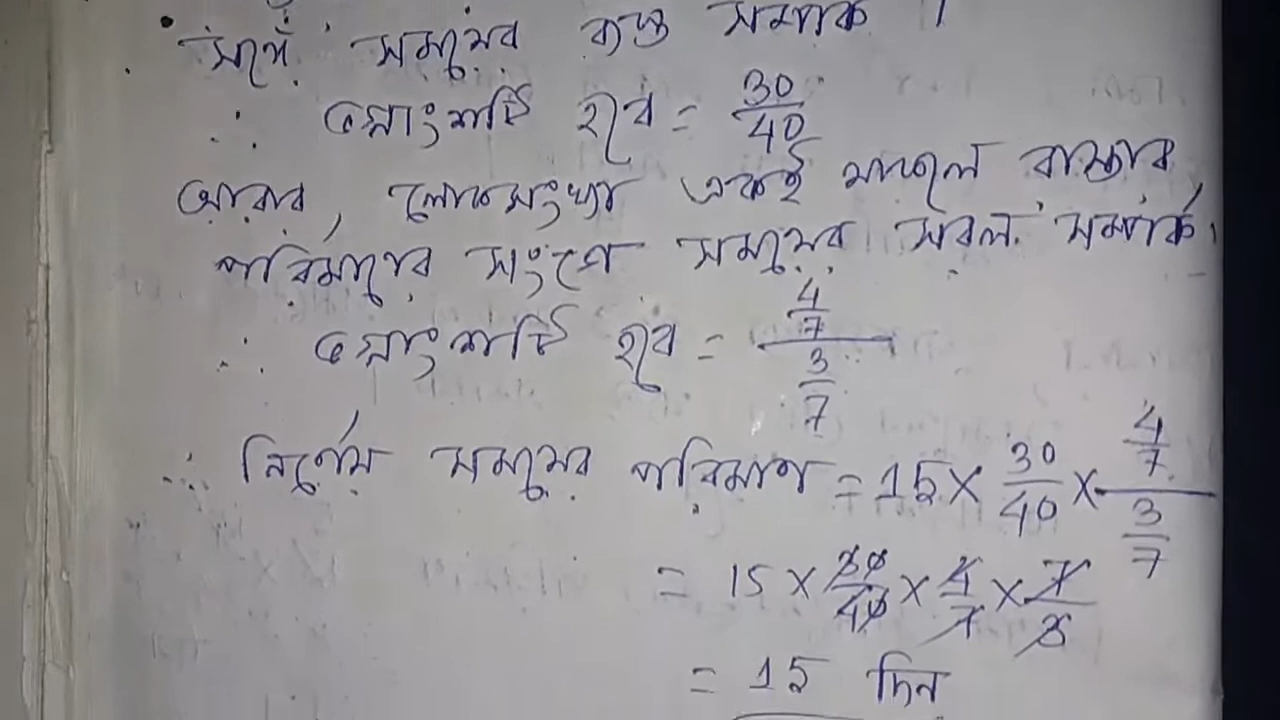 সঙ্গে সময়ের ব্যস্ত সম্পর্ক ।
∴ ভগ্নাংশটি হবে = 30/40
আবার, লোকসংখ্যা একই থাকলে রাস্তার
পরিমাণের সংগে সময়ের সরল সম্পর্ক।
∴ ভগ্নাংশটি হবে = (4/7)/(3/7)
∴ নির্ণেয় সময়ের পরিমাণ = 15 × 30/40 × (4/7)/(3/7)
= 15 × 30/40 × 4/7 × 7/3
= 15 দিন